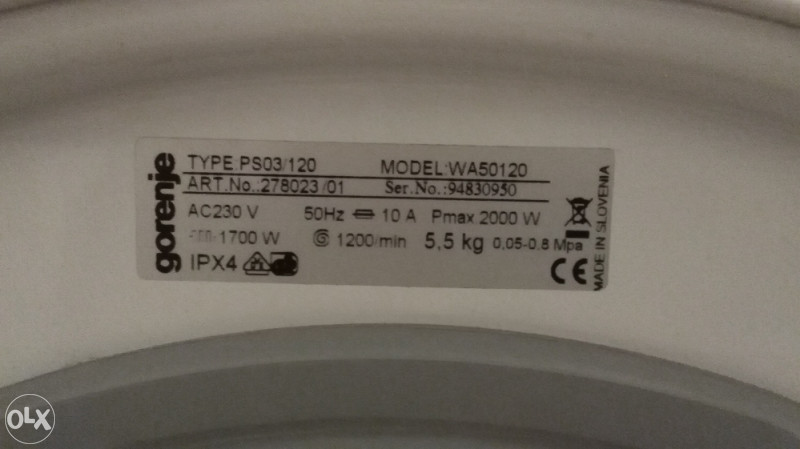 gorenje
TYPE:PS03/120 MODEL:WA50120
ART.No.:278023/01 Ser.No.:94830950
AC230 V 50Hz 10 A Pmax 2000 W
1700 W 1200/min 5,5 kg 0,05-0.8 Mpa
IPX4 CE
MADE IN SLOVENIA
OLX